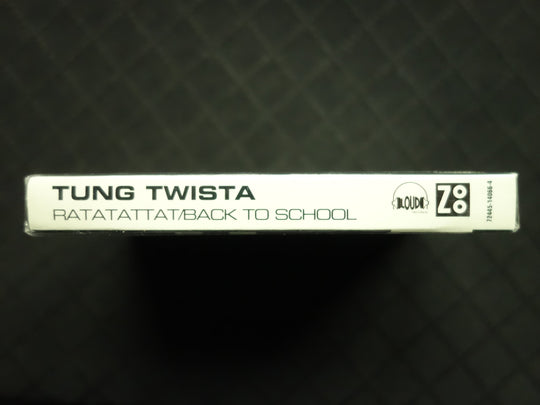 TUNG TWISTA
RATATATTAT/BACK TO SCHOOL
LOUD
ZOO
72445-14066-4